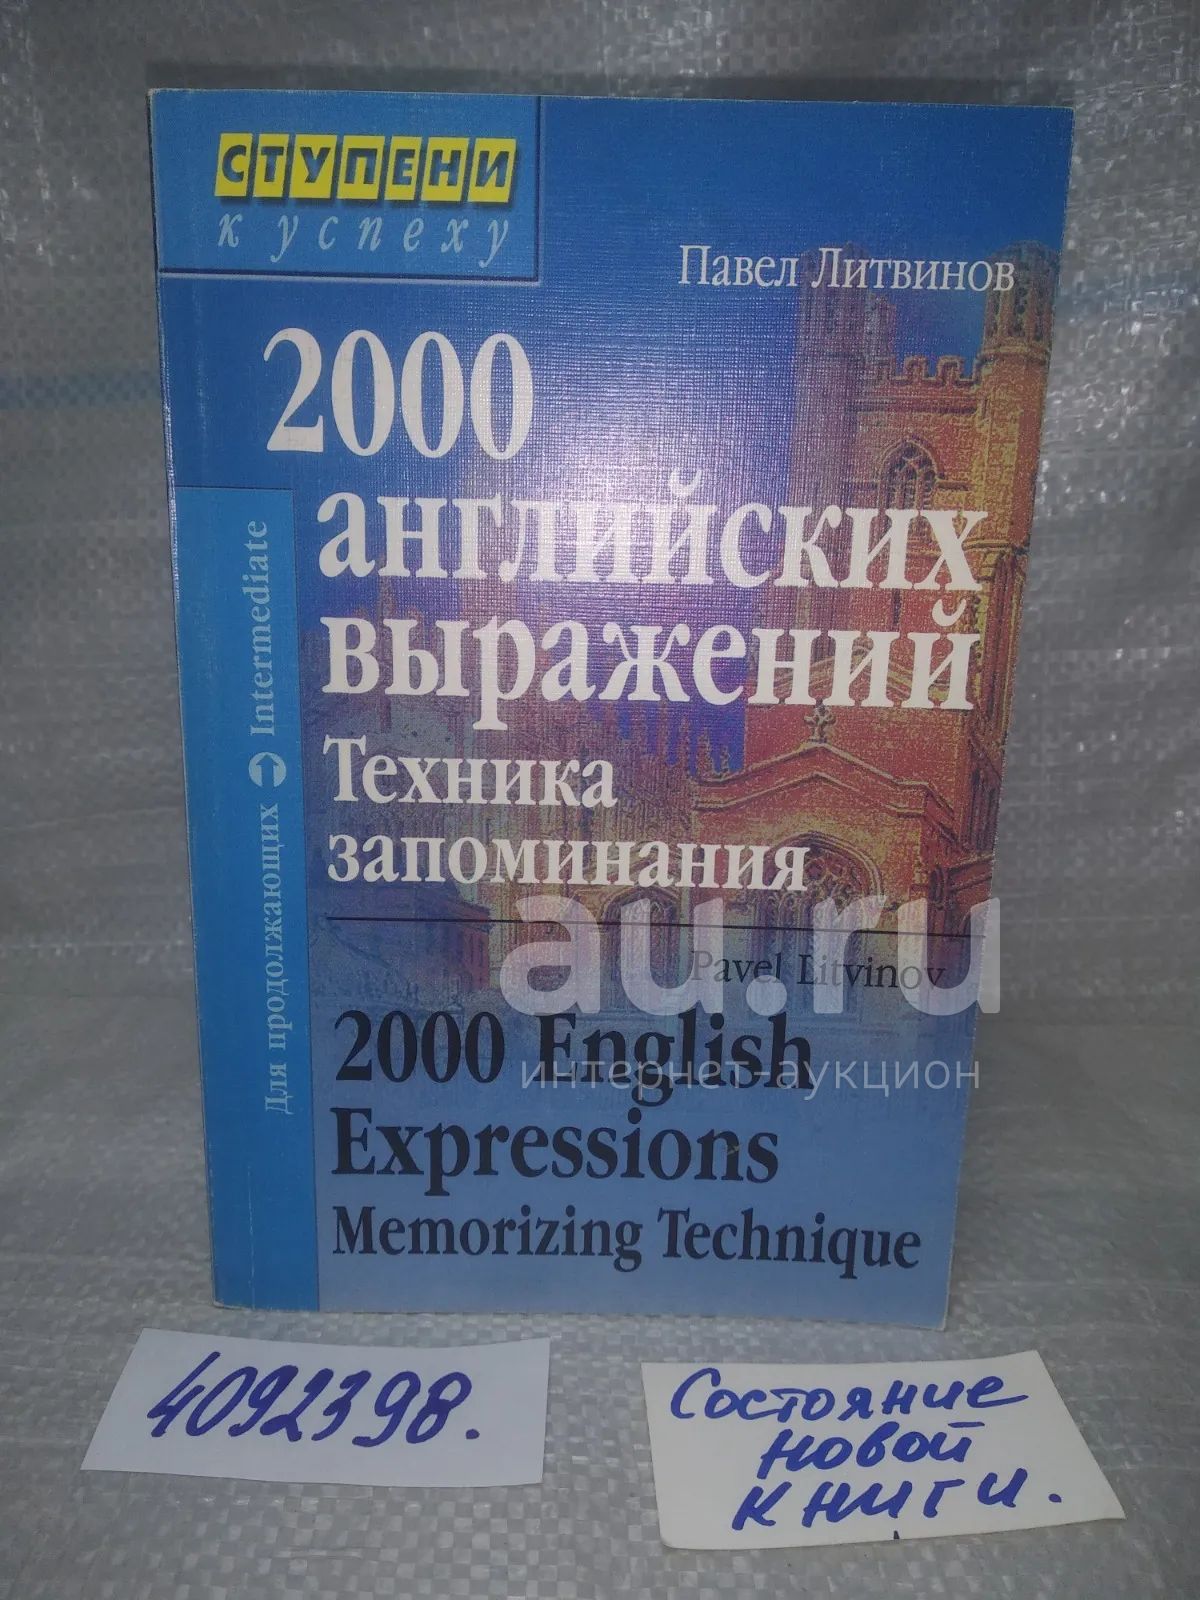 СТУПЕНИ
к успеху
Павел Литвинов
2000
английских
выражений
Техника
запоминания
Для продолжающих Intermediate
Pavel Litvinov
2000 English
Expressions
Memorizing Technique
au.ru
интернет-аукцион
4092398.
Состояние
новой
книги.